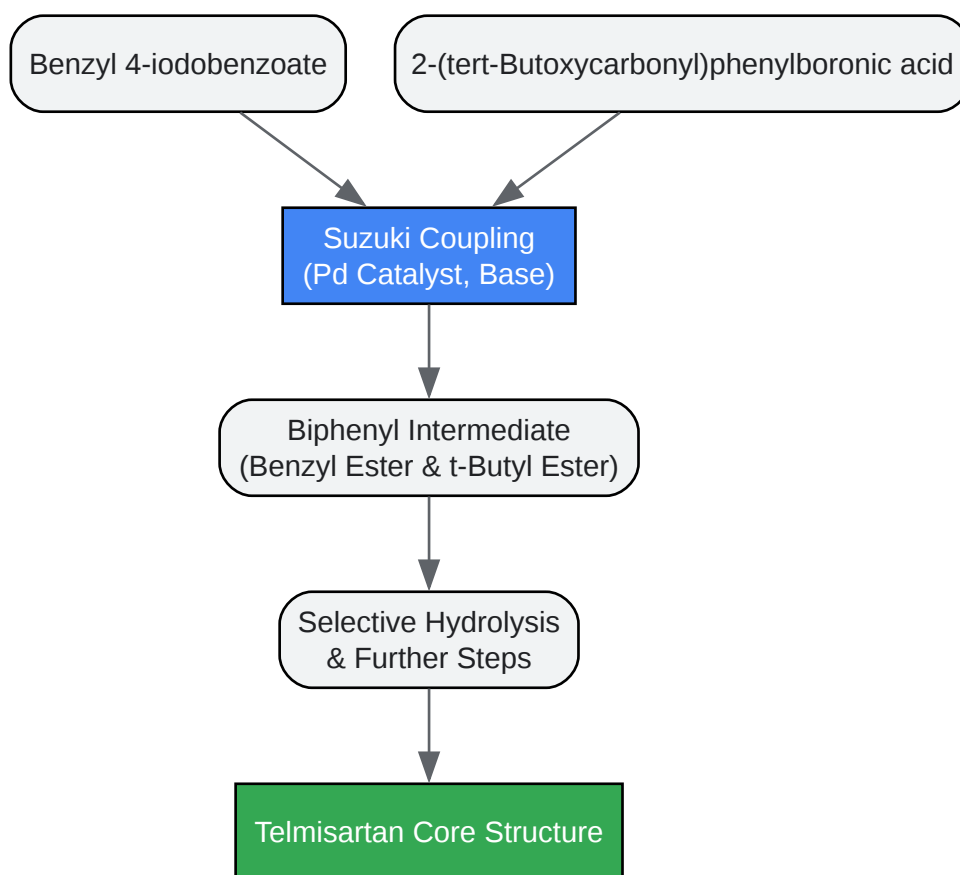 Benzyl 4-iodobenzoate
2-(tert-Butoxycarbonyl)phenylboronic acid
Suzuki Coupling
(Pd Catalyst, Base)
Biphenyl Intermediate
(Benzyl Ester & t-Butyl Ester)
Selective Hydrolysis
& Further Steps
Telmisartan Core Structure